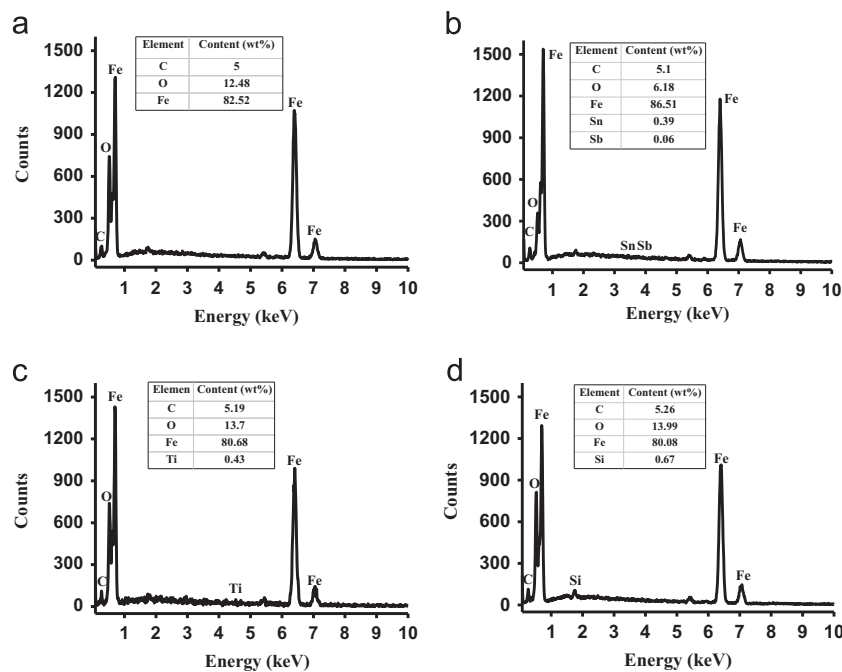 a
Element Content (wt%)
C 5
O 12.48
Fe 82.52
1500
1200
900
600
300
0
Counts
C
O
Fe
Fe
Fe
1 2 3 4 5 6 7 8 9 10
Energy (keV)
b
Element Content (wt%)
C 5.1
O 6.18
Fe 86.51
Sn 0.39
Sb 0.06
1500
1200
900
600
300
0
Counts
C
O
Fe
SnSb
Fe
Fe
1 2 3 4 5 6 7 8 9 10
Energy (keV)
c
Elemen Content (wt%)
C 5.19
O 13.7
Fe 80.68
Ti 0.43
1500
1200
900
600
300
0
Counts
C
O
Fe
Ti
Fe
Fe
1 2 3 4 5 6 7 8 9 10
Energy (keV)
d
Element Content (wt%)
C 5.26
O 13.99
Fe 80.08
Si 0.67
1500
1200
900
600
300
0
Counts
C
O
Fe
Si
Fe
Fe
1 2 3 4 5 6 7 8 9 10
Energy (keV)